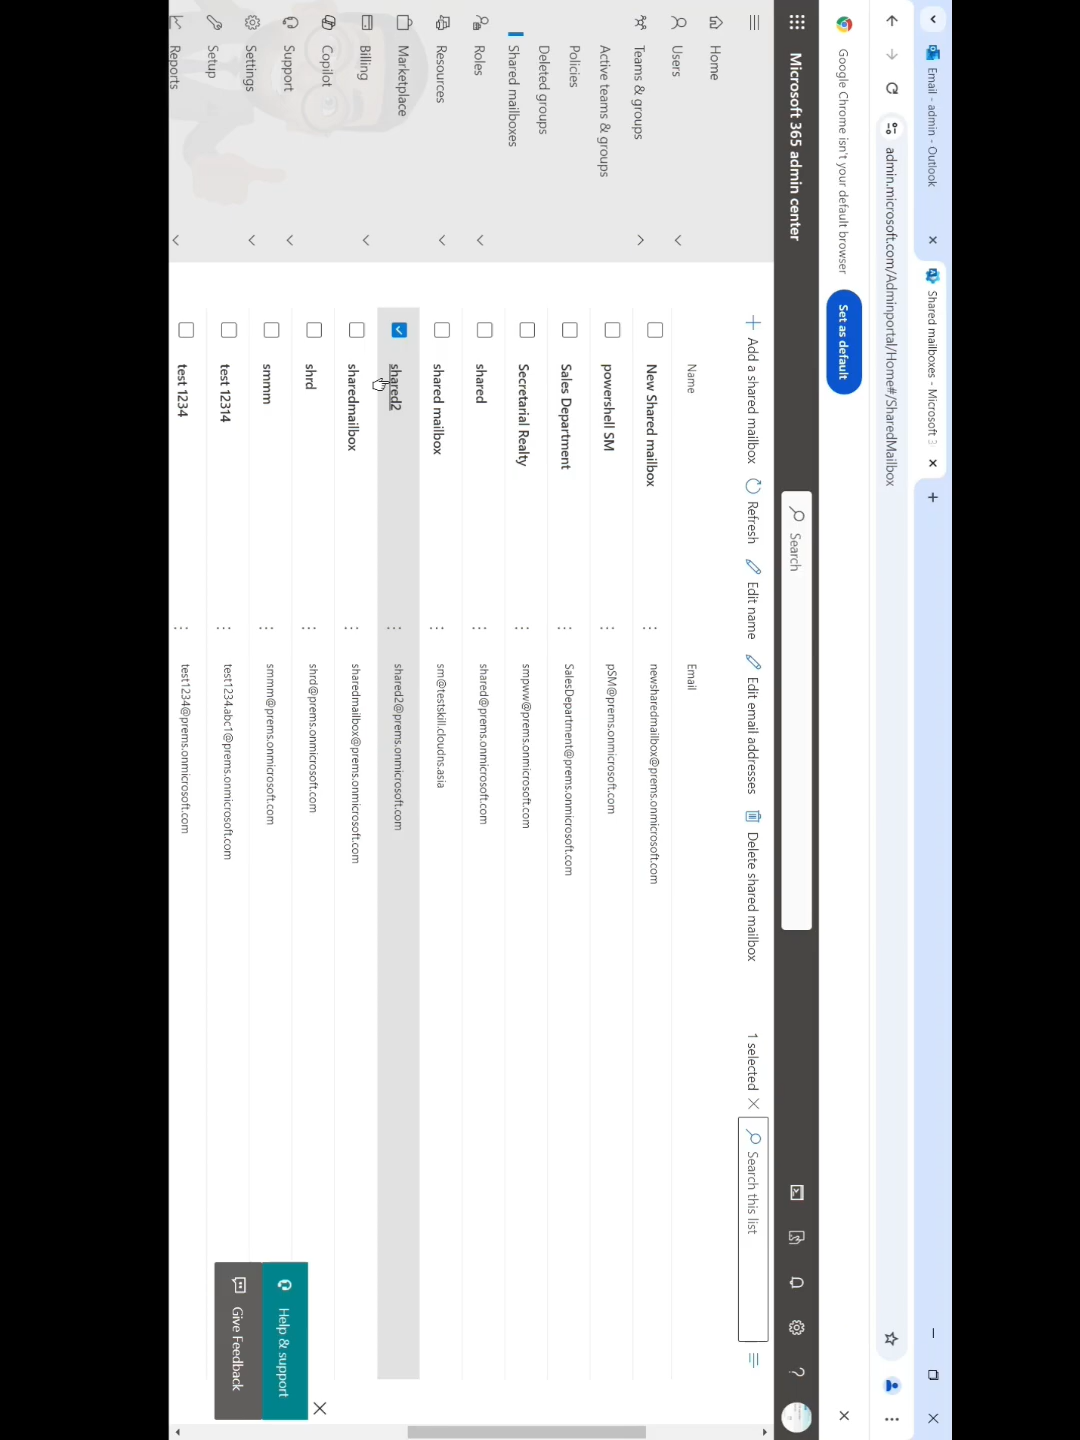 Email - admin - Outlook
Shared mailboxes - Microsoft 3
admin.microsoft.com/Adminportal/Home#/SharedMailbox
Google Chrome isn't your default browser
Set as default
Microsoft 365 admin center
Search
Home
Users
Teams & groups
Active teams & groups
Policies
Deleted groups
Shared mailboxes
Roles
Resources
Marketplace
Billing
Copilot
Support
Settings
Setup
Reports
Add a shared mailbox
Refresh
Edit name
Edit email addresses
Delete shared mailbox
1 selected
Search this list
Name Email
New Shared mailbox newsharedmailbox@prems.onmicrosoft.com
powershell SM pSM@prems.onmicrosoft.com
Sales Department SalesDepartment@prems.onmicrosoft.com
Secretarial Realty smpww@prems.onmicrosoft.com
shared shared@prems.onmicrosoft.com
shared mailbox sm@testskill.cloudns.asia
shared2 shared2@prems.onmicrosoft.com
sharedmailbox sharedmailbox@prems.onmicrosoft.com
shrd shrd@prems.onmicrosoft.com
smmm smmm@prems.onmicrosoft.com
test 12314 test1234.abc1@prems.onmicrosoft.com
test 1234 test1234@prems.onmicrosoft.com
Help & support
Give Feedback